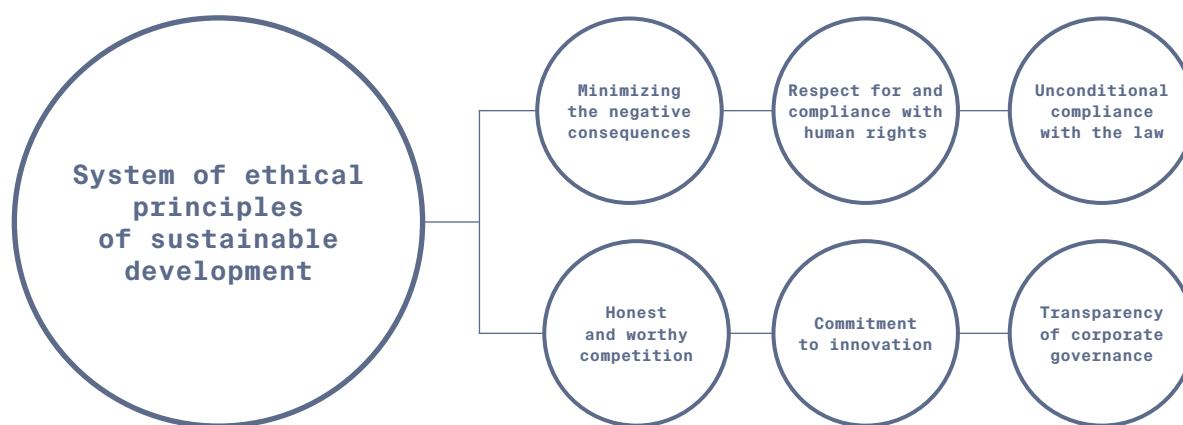 System of ethical
principles
of sustainable
development
Minimizing
the negative
consequences
Respect for and
compliance with
human rights
Unconditional
compliance
with the law
Honest
and worthy
competition
Commitment
to innovation
Transparency
of corporate
governance